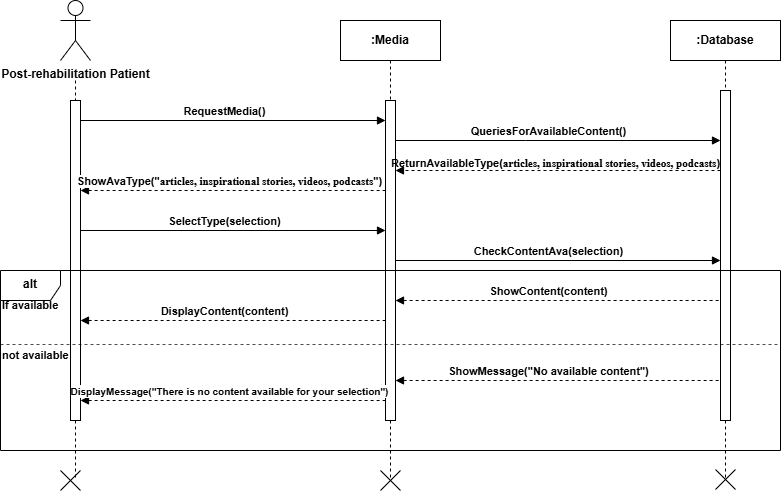 :Media
:Database
Post-rehabilitation Patient
RequestMedia()
QueriesForAvailableContent()
ReturnAvailableType(articles, inspirational stories, videos, podcasts)
ShowAvaType("articles, inspirational stories, videos, podcasts")
SelectType(selection)
CheckContentAva(selection)
alt
If available
ShowContent(content)
DisplayContent(content)
not available
ShowMessage("No available content")
DisplayMessage("There is no content available for your selection")